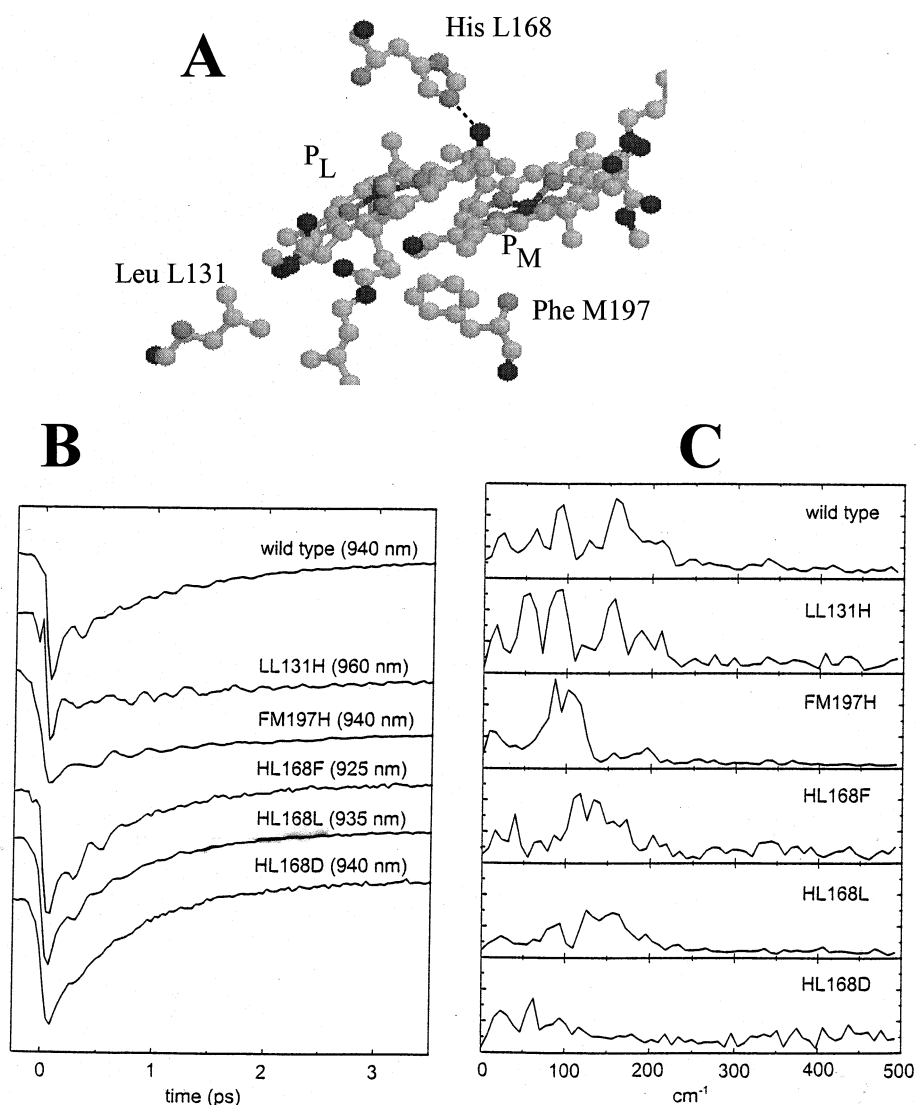 A
His L168
PL
PM
Leu L131
Phe M197
B
wild type (940 nm)
LL131H (960 nm)
FM197H (940 nm)
HL168F (925 nm)
HL168L (935 nm)
HL168D (940 nm)
0 1 2 3
time (ps)
C
wild type
LL131H
FM197H
HL168F
HL168L
HL168D
0 100 200 300 400 500
cm-1